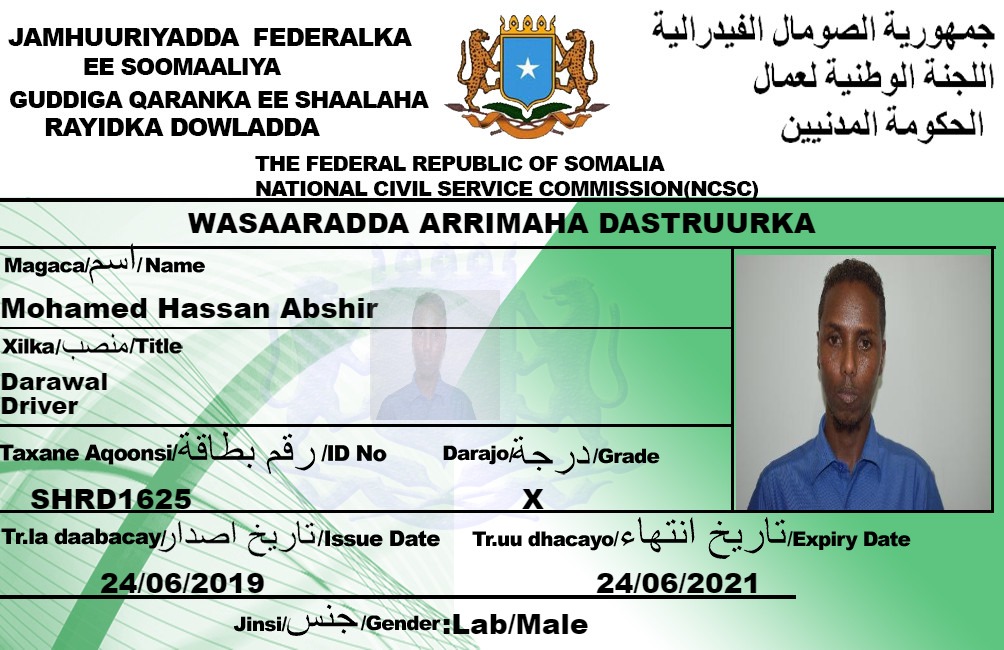 JAMHUURIYADDA FEDERALKA
EE SOOMAALIYA
GUDDIGA QARANKA EE SHAALAHA
RAYIDKA DOWLADDA
جمهورية الصومال الفيدرالية
اللجنة الوطنية لعمال
الحكومة المدنيين
THE FEDERAL REPUBLIC OF SOMALIA
NATIONAL CIVIL SERVICE COMMISSION(NCSC)
WASAARADDA ARRIMAHA DASTRUURKA
Magaca/اسم/Name
Mohamed Hassan Abshir
Xilka/منصب/Title
Darawal
Driver
Taxane Aqoonsi/رقم بطاقة/ID No
SHRD1625
Darajo/درجة/Grade
X
Tr.la daabacay/تاريخ اصدار/Issue Date
24/06/2019
Tr.uu dhacayo/تاريخ انتهاء/Expiry Date
24/06/2021
Jinsi/جنس/Gender:Lab/Male